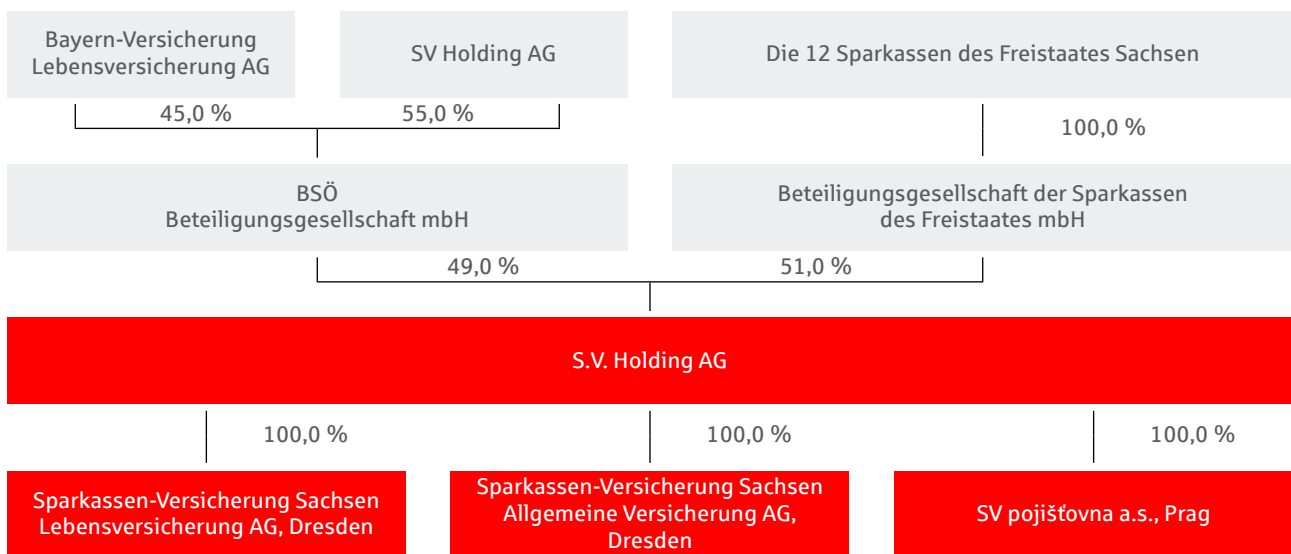 Bayern-Versicherung
Lebensversicherung AG
SV Holding AG
Die 12 Sparkassen des Freistaates Sachsen
45,0 %
55,0 %
100,0 %
BSÖ
Beteiligungsgesellschaft mbH
Beteiligungsgesellschaft der Sparkassen
des Freistaates mbH
49,0 %
51,0 %
S.V. Holding AG
100,0 %
100,0 %
100,0 %
Sparkassen-Versicherung Sachsen
Lebensversicherung AG, Dresden
Sparkassen-Versicherung Sachsen
Allgemeine Versicherung AG,
Dresden
SV pojišťovna a.s., Prag